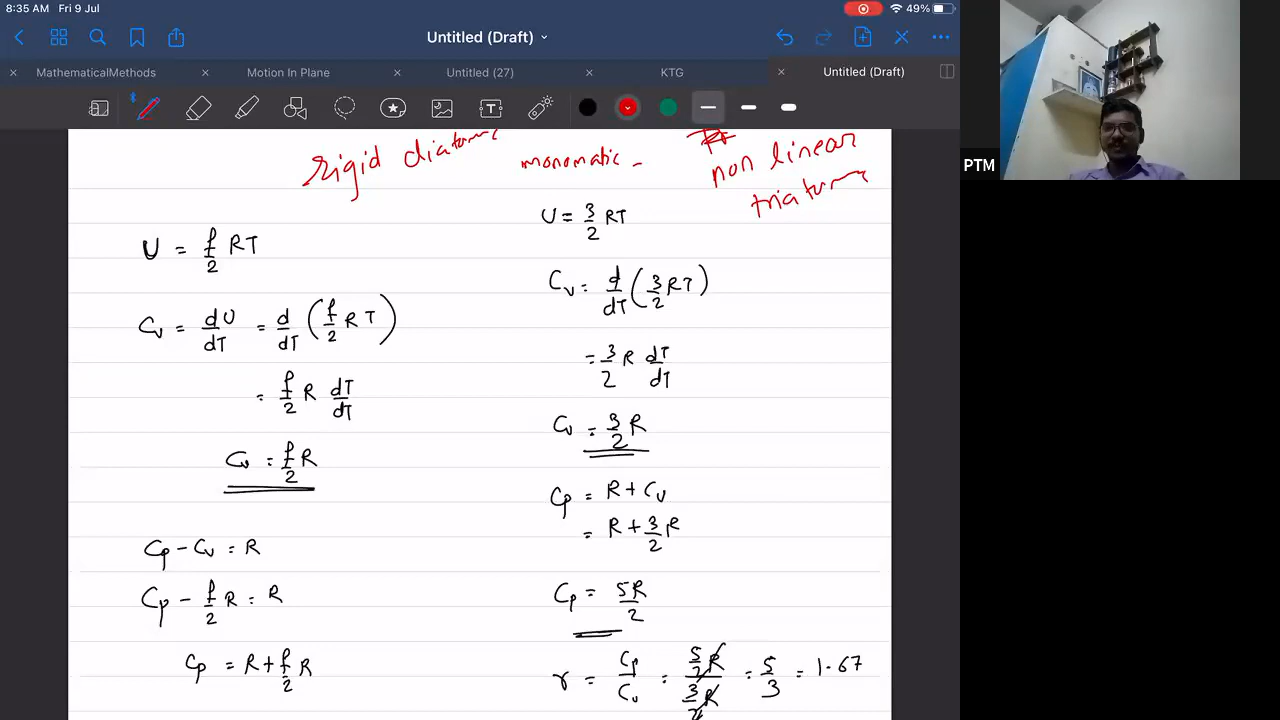 8:35 AM Fri 9 Jul
49%
Untitled (Draft)
MathematicalMethods
Motion In Plane
Untitled (27)
KTG
Untitled (Draft)
PTM
rigid diatomic
monomatic -
non linear
triatomic
U = f/2 RT
Cv = dU/dT = d/dT (f/2 R T)
= f/2 R dT/dT
Cv = f/2 R
Cp - Cv = R
Cp - f/2 R = R
Cp = R + f/2 R
U = 3/2 RT
Cv = d/dT (3/2 RT)
= 3/2 R dT/dT
Cv = 3/2 R
Cp = R + Cv
= R + 3/2 R
Cp = 5R/2
γ = Cp/Cv = 5/2 R / 3/2 R = 5/3 = 1.67